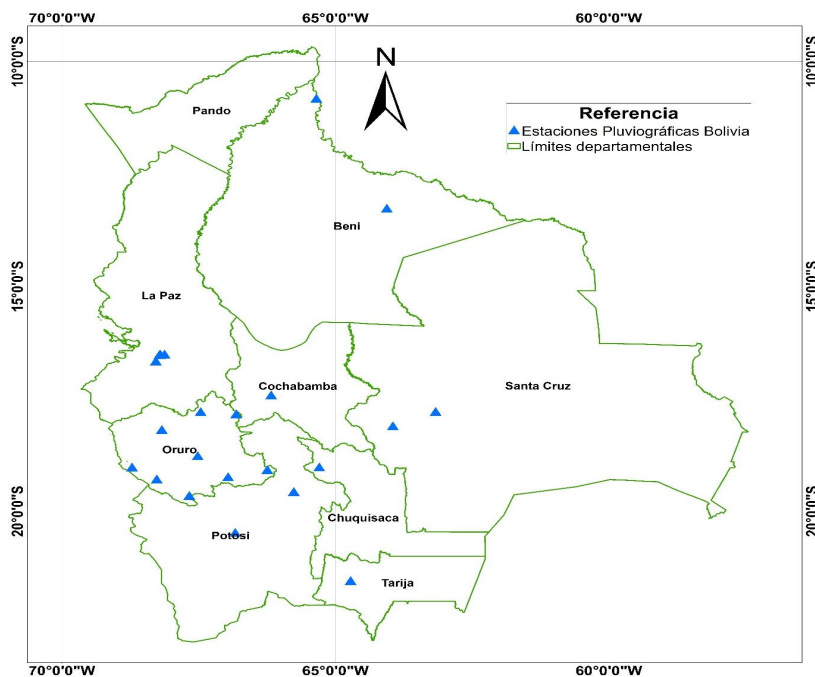 70°0'0"W 65°0'0"W 60°0'0"W
10°0'0"S
10°0'0"S
N
Pando
Referencia
Estaciones Pluviográficas Bolivia
Límites departamentales
Beni
15°0'0"S
15°0'0"S
La Paz
Cochabamba
Santa Cruz
Oruro
20°0'0"S
20°0'0"S
Chuquisaca
Potosi
Tarija
70°0'0"W 65°0'0"W 60°0'0"W